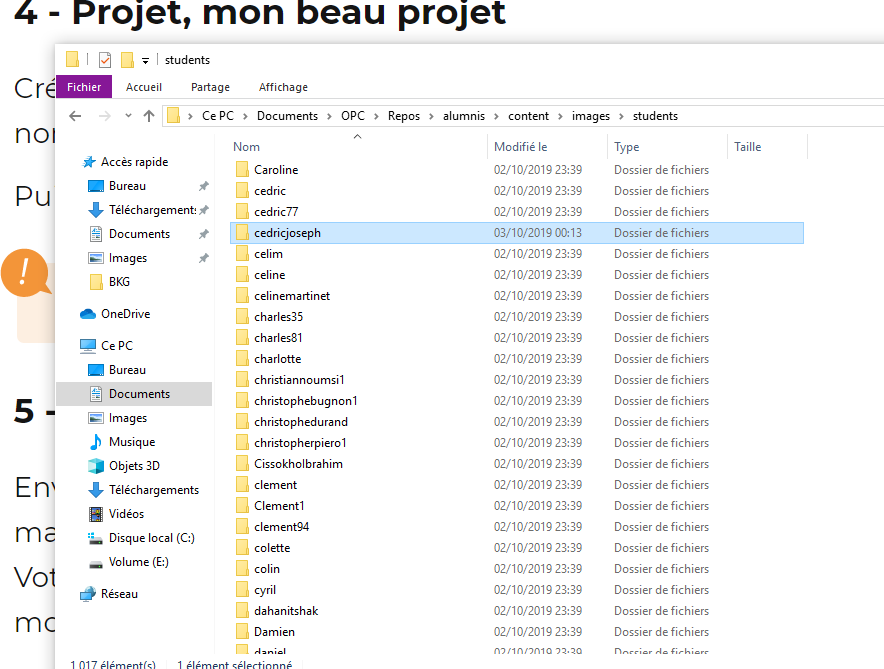 4 - Projet, mon beau projet
students
Fichier Accueil Partage Affichage
Ce PC > Documents > OPC > Repos > alumnis > content > images > students
Nom Modifié le Type Taille
Accès rapide
Bureau
Téléchargements
Documents
Images
BKG
OneDrive
Ce PC
Bureau
Documents
Images
Musique
Objets 3D
Téléchargements
Vidéos
Disque local (C:)
Volume (E:)
Réseau
Caroline 02/10/2019 23:39 Dossier de fichiers
cedric 02/10/2019 23:39 Dossier de fichiers
cedric77 02/10/2019 23:39 Dossier de fichiers
cedricjoseph 03/10/2019 00:13 Dossier de fichiers
celim 02/10/2019 23:39 Dossier de fichiers
celine 02/10/2019 23:39 Dossier de fichiers
celinemartinet 02/10/2019 23:39 Dossier de fichiers
charles35 02/10/2019 23:39 Dossier de fichiers
charles81 02/10/2019 23:39 Dossier de fichiers
charlotte 02/10/2019 23:39 Dossier de fichiers
christiannoumsi1 02/10/2019 23:39 Dossier de fichiers
christophebugnon1 02/10/2019 23:39 Dossier de fichiers
christophedurand 02/10/2019 23:39 Dossier de fichiers
christopherpiero1 02/10/2019 23:39 Dossier de fichiers
CissokhoIbrahim 02/10/2019 23:39 Dossier de fichiers
clement 02/10/2019 23:39 Dossier de fichiers
Clement1 02/10/2019 23:39 Dossier de fichiers
clement94 02/10/2019 23:39 Dossier de fichiers
colette 02/10/2019 23:39 Dossier de fichiers
colin 02/10/2019 23:39 Dossier de fichiers
cyril 02/10/2019 23:39 Dossier de fichiers
dahanitshak 02/10/2019 23:39 Dossier de fichiers
Damien 02/10/2019 23:39 Dossier de fichiers
daniel 02/10/2019 23:39 Dossier de fichiers
1 017 élément(s) 1 élément sélectionné
Cré
nor
Pu
!
5 -
Env
ma
Vot
mo